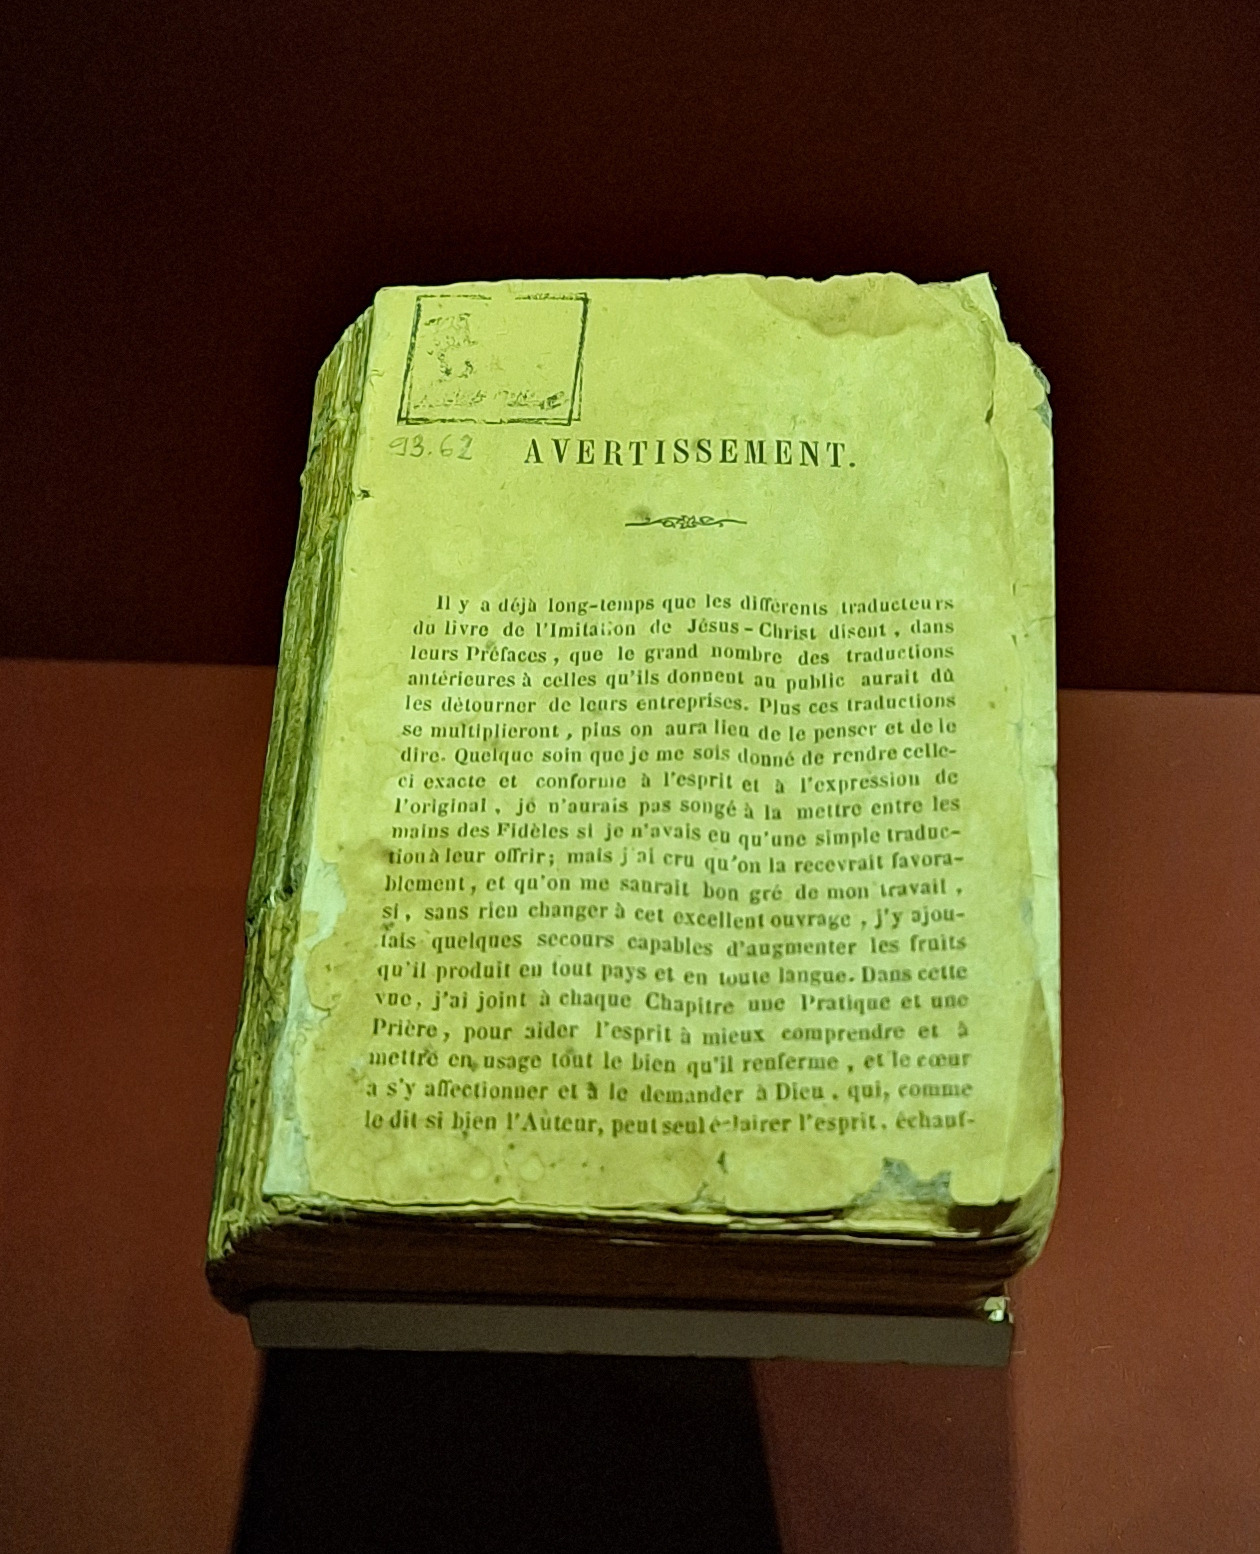 93.62
AVERTISSEMENT.
Il y a déjà long-temps que les différents traducteurs
du livre de l'Imitation de Jésus-Christ disent, dans
leurs Préfaces, que le grand nombre des traductions
antérieures à celles qu'ils donnent au public aurait dû
les détourner de leurs entreprises. Plus ces traductions
se multiplieront, plus on aura lieu de le penser et de le
dire. Quelque soin que je me sois donné de rendre celle-
ci exacte et conforme à l'esprit et à l'expression de
l'original, je n'aurais pas songé à la mettre entre les
mains des Fidèles si je n'avais eu qu'une simple traduc-
tion à leur offrir; mais j'ai cru qu'on la recevrait favora-
blement, et qu'on me saurait bon gré de mon travail,
si, sans rien changer à cet excellent ouvrage, j'y ajou-
tais quelques secours capables d'augmenter les fruits
qu'il produit en tout pays et en toute langue. Dans cette
vue, j'ai joint à chaque Chapitre une Pratique et une
Prière, pour aider l'esprit à mieux comprendre et à
mettre en usage tout le bien qu'il renferme, et le cœur
a s'y affectionner et à le demander à Dieu, qui, comme
le dit si bien l'Auteur, peut seul éclairer l'esprit, échauf-